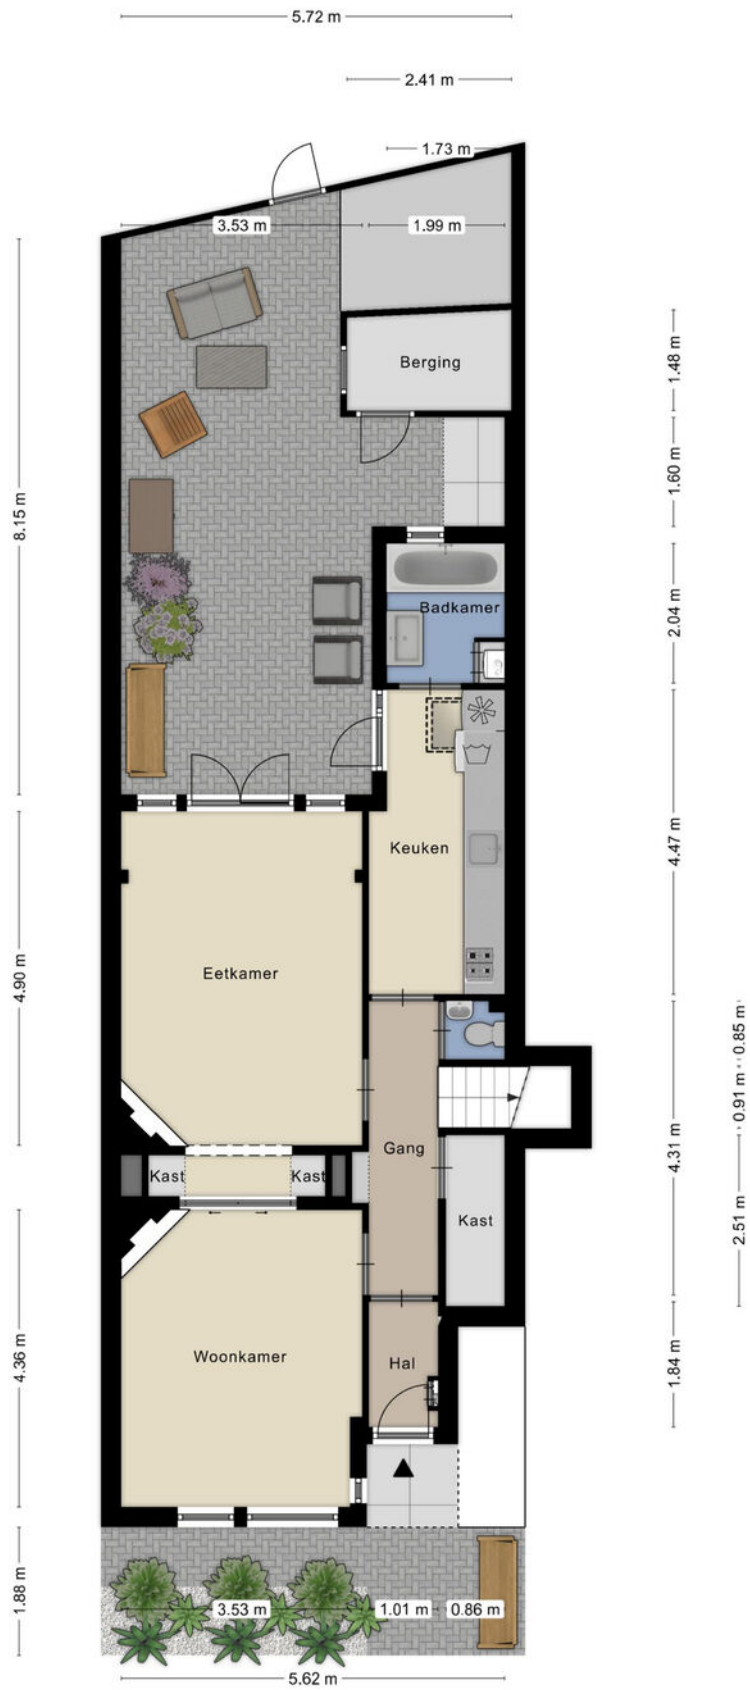 5.72 m
2.41 m
1.73 m
3.53 m
1.99 m
Berging
1.48 m
1.60 m
8.15 m
Badkamer
2.04 m
Keuken
4.47 m
Eetkamer
4.90 m
0.85 m
0.91 m
Gang
4.31 m
Kast
Kast
Kast
2.51 m
Woonkamer
Hal
4.36 m
1.84 m
1.88 m
3.53 m
1.01 m
0.86 m
5.62 m